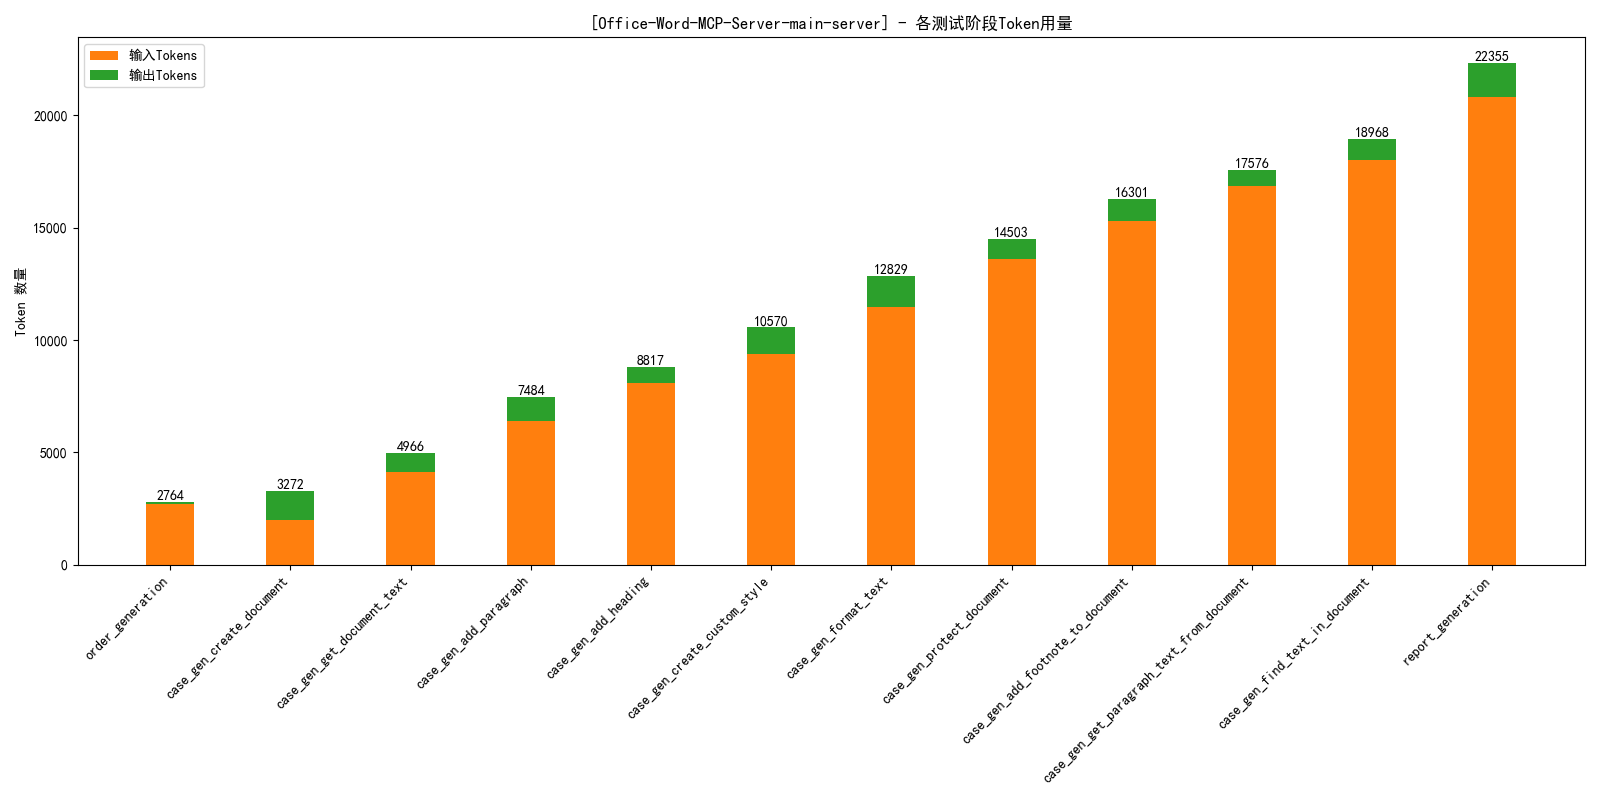 [Office-Word-MCP-Server-main-server] - 各测试阶段Token用量
输入Tokens
输出Tokens
Token 数量
20000
15000
10000
5000
0
2764
3272
4966
7484
8817
10570
12829
14503
16301
17576
18968
22355
order_generation
case_gen_create_document
case_gen_get_document_text
case_gen_add_paragraph
case_gen_add_heading
case_gen_create_custom_style
case_gen_format_text
case_gen_protect_document
case_gen_add_footnote_to_document
case_gen_get_paragraph_text_from_document
case_gen_find_text_in_document
report_generation